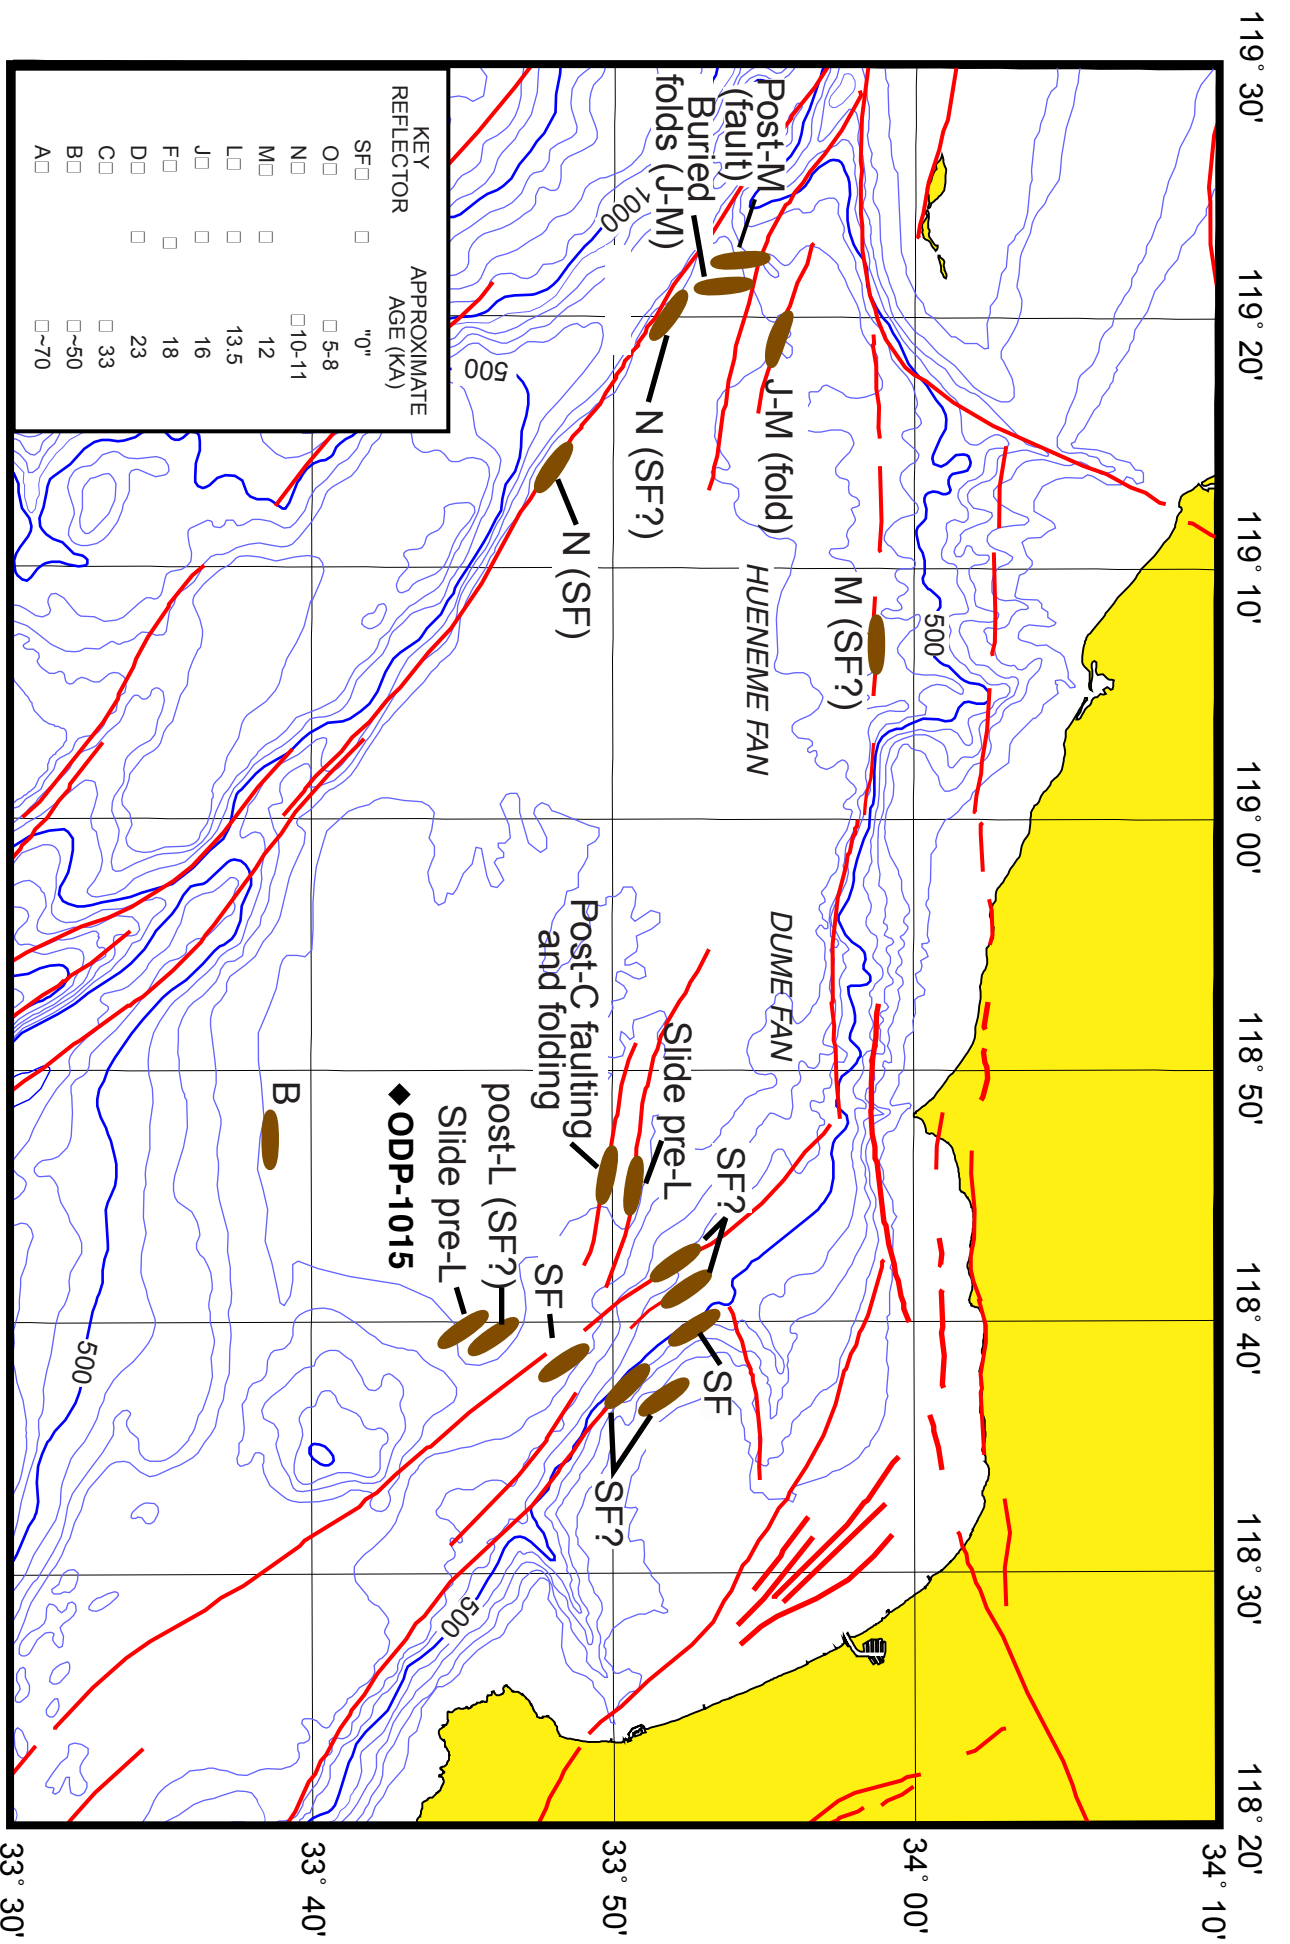 119° 30'
119° 20'
119° 10'
119° 00'
118° 50'
118° 40'
118° 30'
118° 20'
34° 10'
34° 00'
33° 50'
33° 40'
33° 30'
Post-M
(fault)
Buried
folds (J-M)
1000
500
N (SF?)
J-M (fold)
N (SF)
HUENEME FAN
M (SF?)
500
DUME FAN
Post-C faulting
and folding
Slide pre-L
SF?
B
◆ODP-1015
Slide pre-L
post-L (SF?)
SF
SF
SF?
500
500
KEY
REFLECTOR APPROXIMATE
AGE (KA)
SF□ □ "0"
O□ □ 5-8
N□ □ 10-11
M□ □ 12
L□ □ 13.5
J□ □ 16
F□ □ 18
D□ □ 23
C□ □ 33
B□ □ ~50
A□ □ ~70